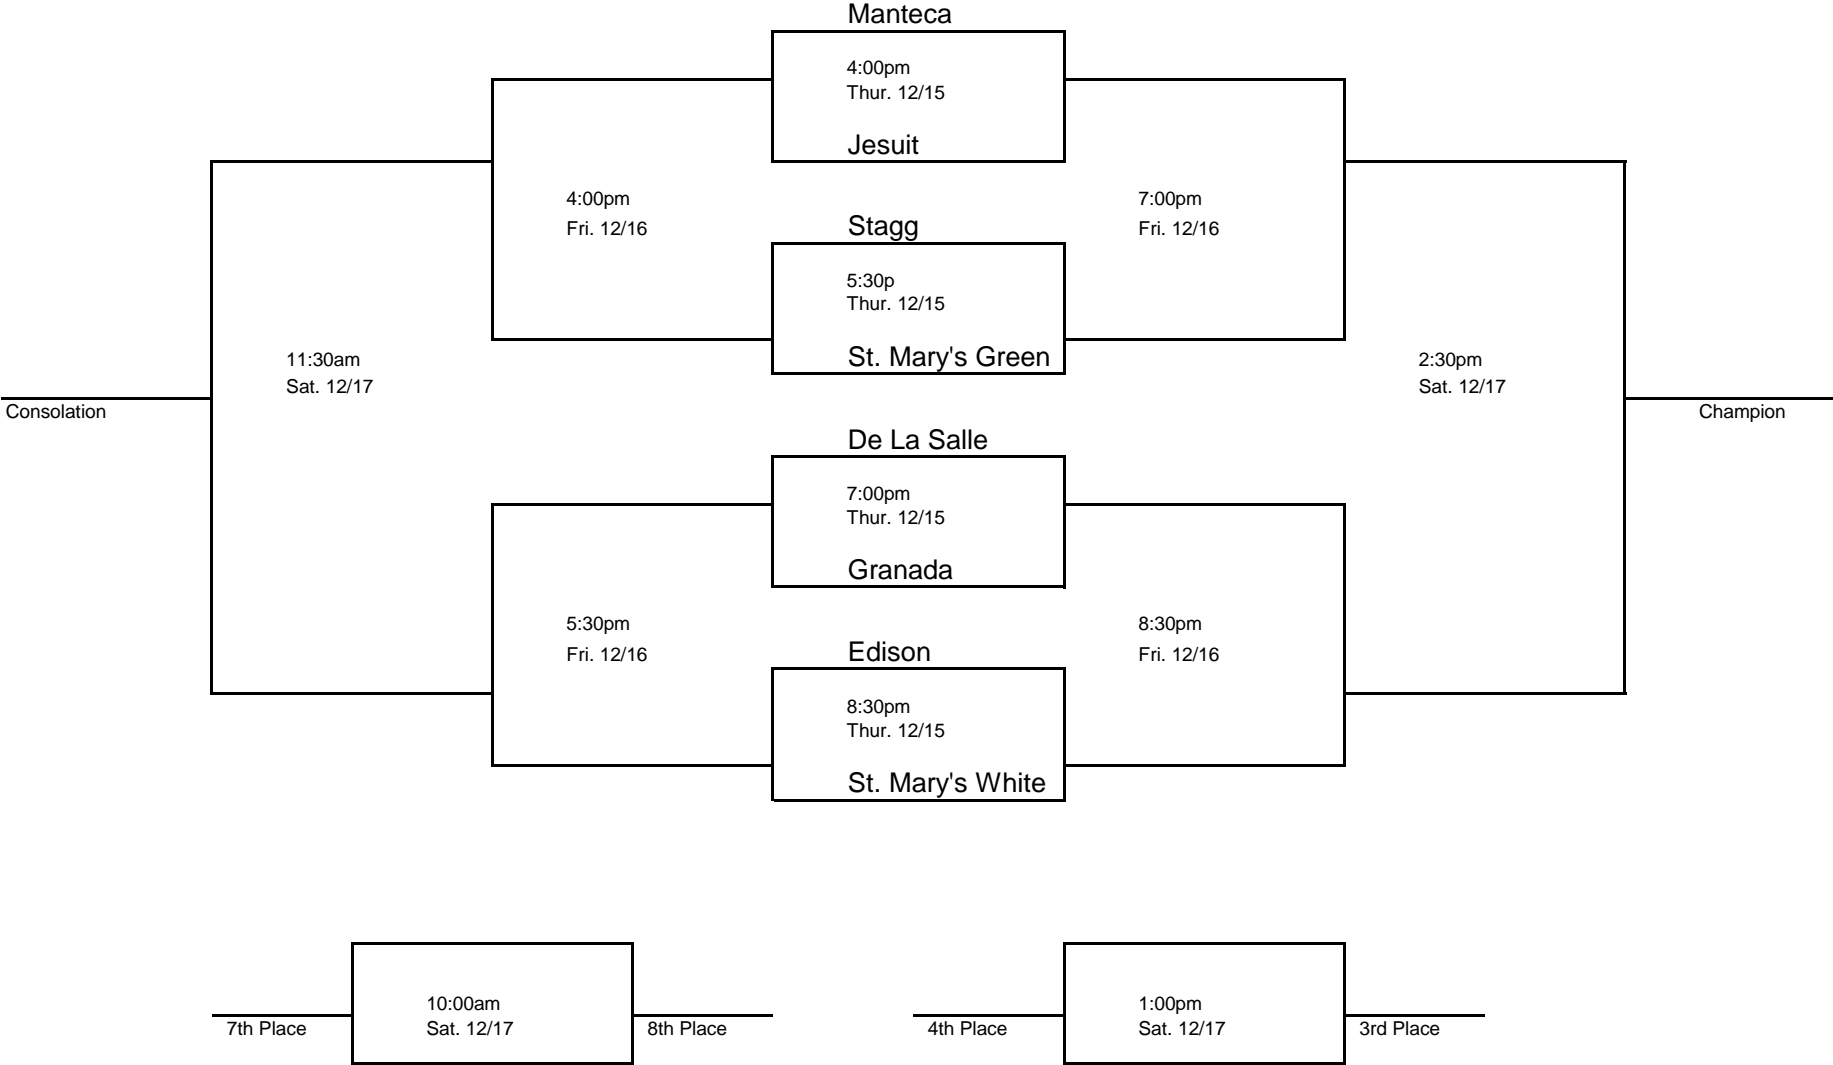 Manteca
4:00pm
Thur. 12/15
Jesuit
4:00pm
Fri. 12/16
7:00pm
Fri. 12/16
Stagg
5:30p
Thur. 12/15
St. Mary's Green
11:30am
Sat. 12/17
2:30pm
Sat. 12/17
Consolation
Champion
De La Salle
7:00pm
Thur. 12/15
Granada
5:30pm
Fri. 12/16
8:30pm
Fri. 12/16
Edison
8:30pm
Thur. 12/15
St. Mary's White
10:00am
Sat. 12/17
7th Place
8th Place
1:00pm
Sat. 12/17
4th Place
3rd Place